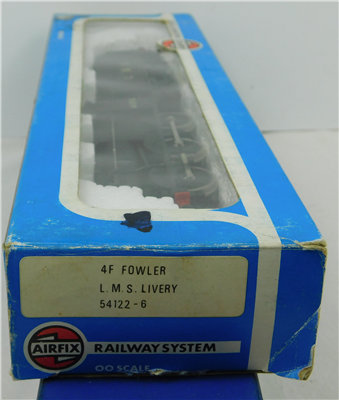 4F FOWLER
L.M.S. LIVERY
54122-6
AIRFIX RAILWAY SYSTEM
OO SCALE